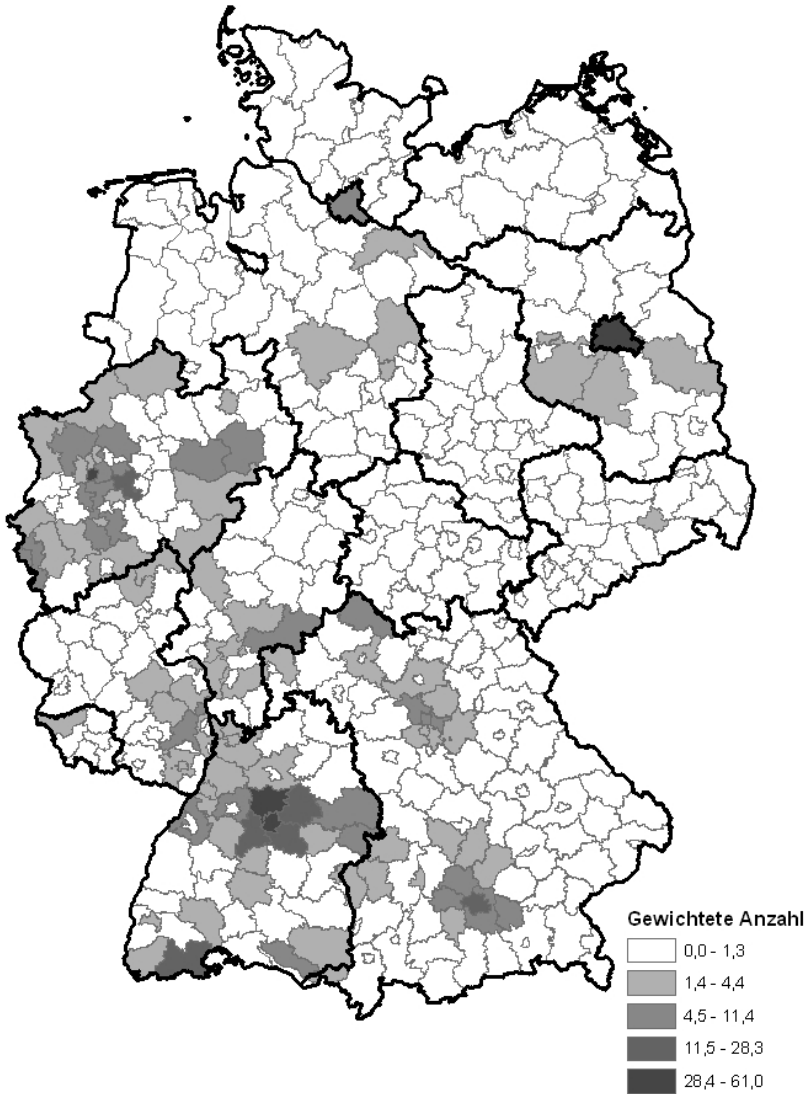 Gewichtete Anzahl
0,0 - 1,3
1,4 - 4,4
4,5 - 11,4
11,5 - 28,3
28,4 - 61,0